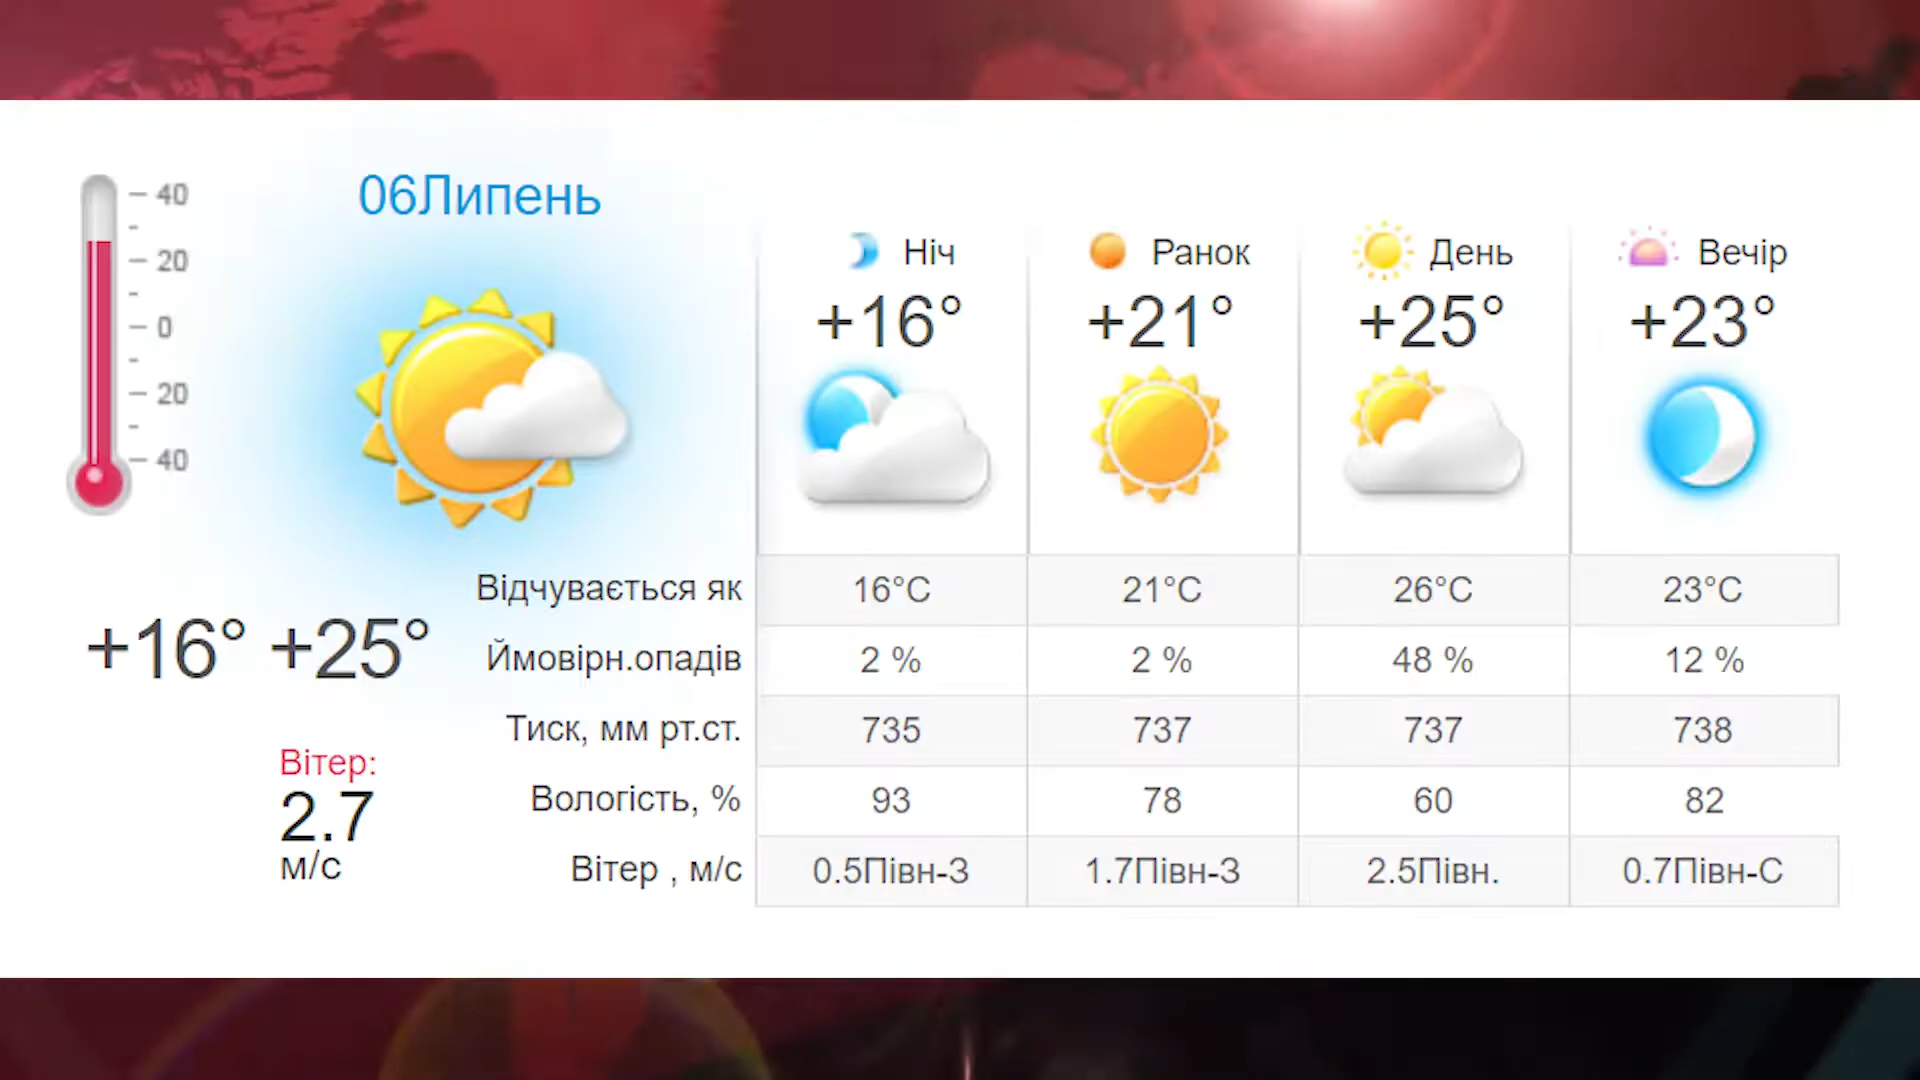 40
20
0
20
40
06Липень
+16° +25°
Вітер:
2.7
м/с
Ніч Ранок День Вечір
+16° +21° +25° +23°
Відчувається як 16°C 21°C 26°C 23°C
Ймовірн.опадів 2 % 2 % 48 % 12 %
Тиск, мм рт.ст. 735 737 737 738
Вологість, % 93 78 60 82
Вітер , м/с 0.5Півн-З 1.7Півн-З 2.5Півн. 0.7Півн-С